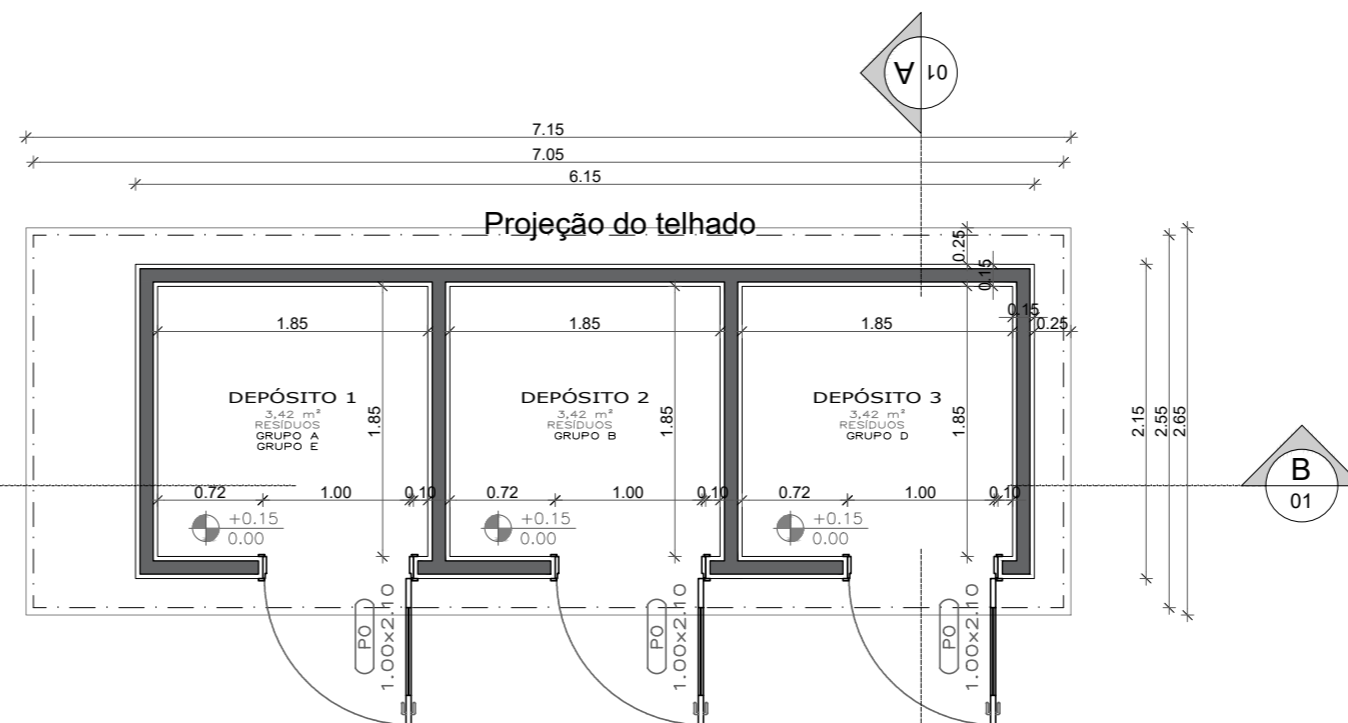 A
01
7.15
7.05
6.15
Projeção do telhado
0.25
0.15
0.15
0.25
1.85
1.85
1.85
DEPÓSITO 1
3,42 m²
RESÍDUOS
GRUPO A
GRUPO E
1.85
DEPÓSITO 2
3,42 m²
RESÍDUOS
GRUPO B
1.85
DEPÓSITO 3
3,42 m²
RESÍDUOS
GRUPO D
1.85
2.15
2.55
2.65
B
01
0.72
1.00
0.10
0.72
1.00
0.10
0.72
1.00
0.10
+0.15
0.00
+0.15
0.00
+0.15
0.00
PO
1.00x2.10
PO
1.00x2.10
PO
1.00x2.10